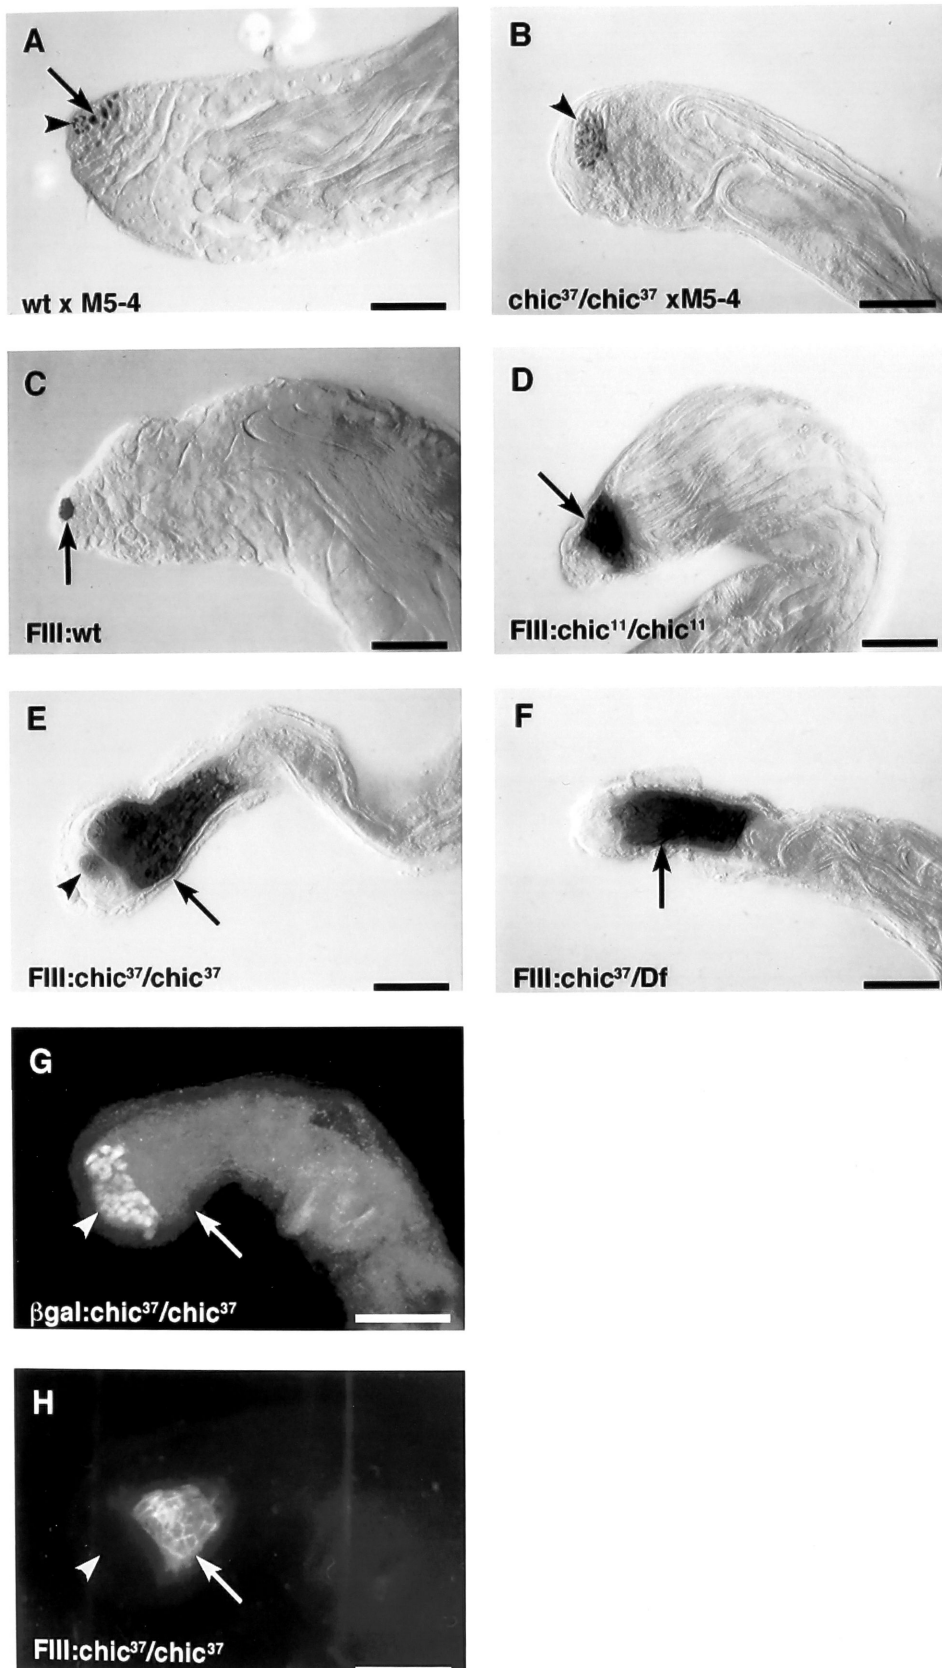 A
wt x M5-4
B
chic³⁷/chic³⁷ xM5-4
C
FIII:wt
D
FIII:chic¹¹/chic¹¹
E
FIII:chic³⁷/chic³⁷
F
FIII:chic³⁷/Df
G
βgal:chic³⁷/chic³⁷
H
FIII:chic³⁷/chic³⁷